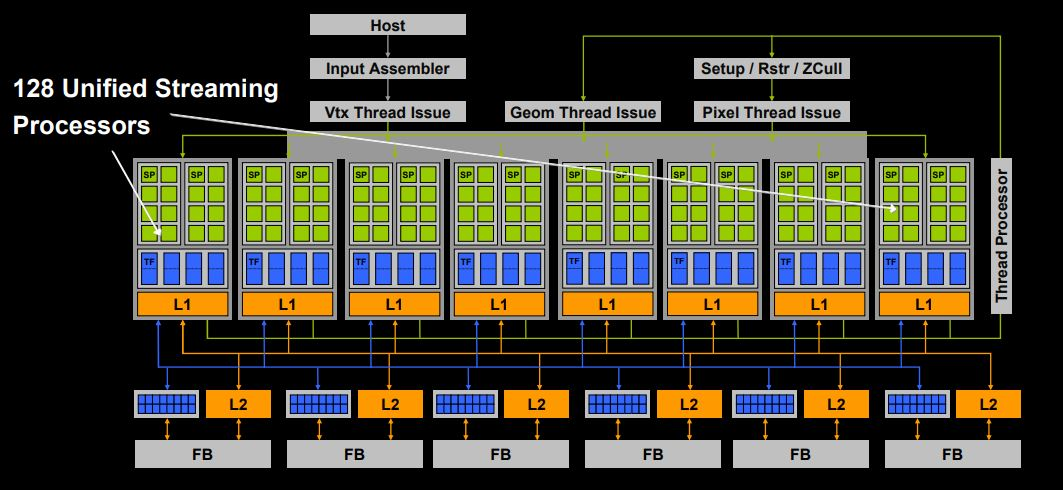 Host
Input Assembler
Setup / Rstr / ZCull
128 Unified Streaming
Processors
Vtx Thread Issue
Geom Thread Issue
Pixel Thread Issue
SP SP SP SP SP SP SP SP SP SP SP SP SP SP SP SP
Thread Processor
TF TF TF TF TF TF TF TF
L1 L1 L1 L1 L1 L1 L1 L1
L2 L2 L2 L2 L2 L2
FB FB FB FB FB FB